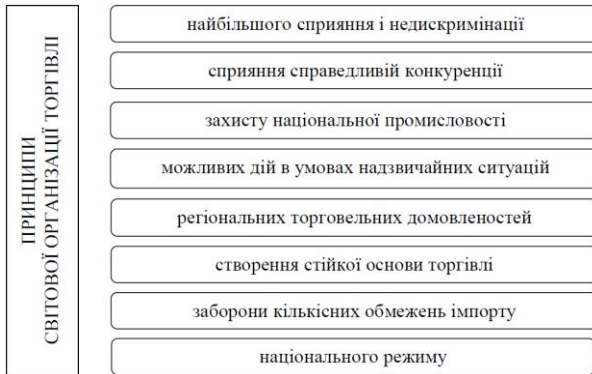 ПРИНЦИПИ
СВІТОВОЇ ОРГАНІЗАЦІЇ ТОРГІВЛІ
найбільшого сприяння і недискримінації
сприяння справедливій конкуренції
захисту національної промисловості
можливих дій в умовах надзвичайних ситуацій
регіональних торговельних домовленостей
створення стійкої основи торгівлі
заборони кількісних обмежень імпорту
національного режиму